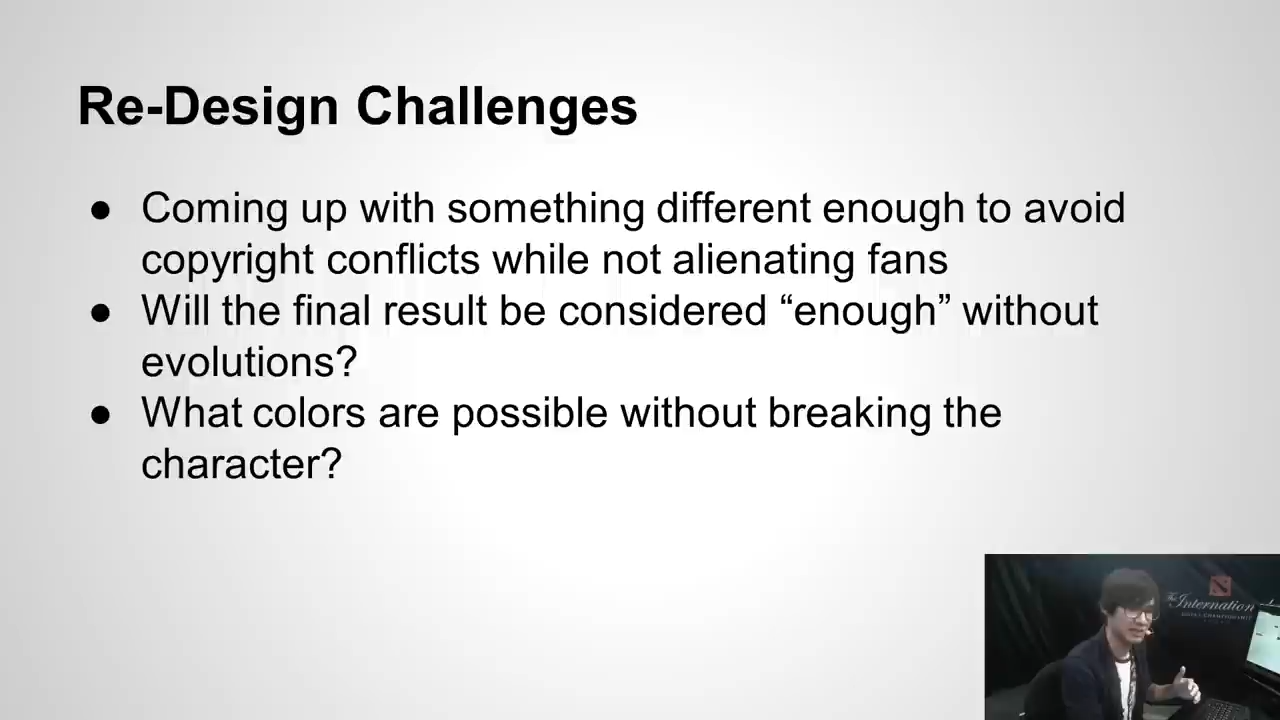 Re-Design Challenges
● Coming up with something different enough to avoid
copyright conflicts while not alienating fans
● Will the final result be considered “enough” without
evolutions?
● What colors are possible without breaking the
character?
The Internation